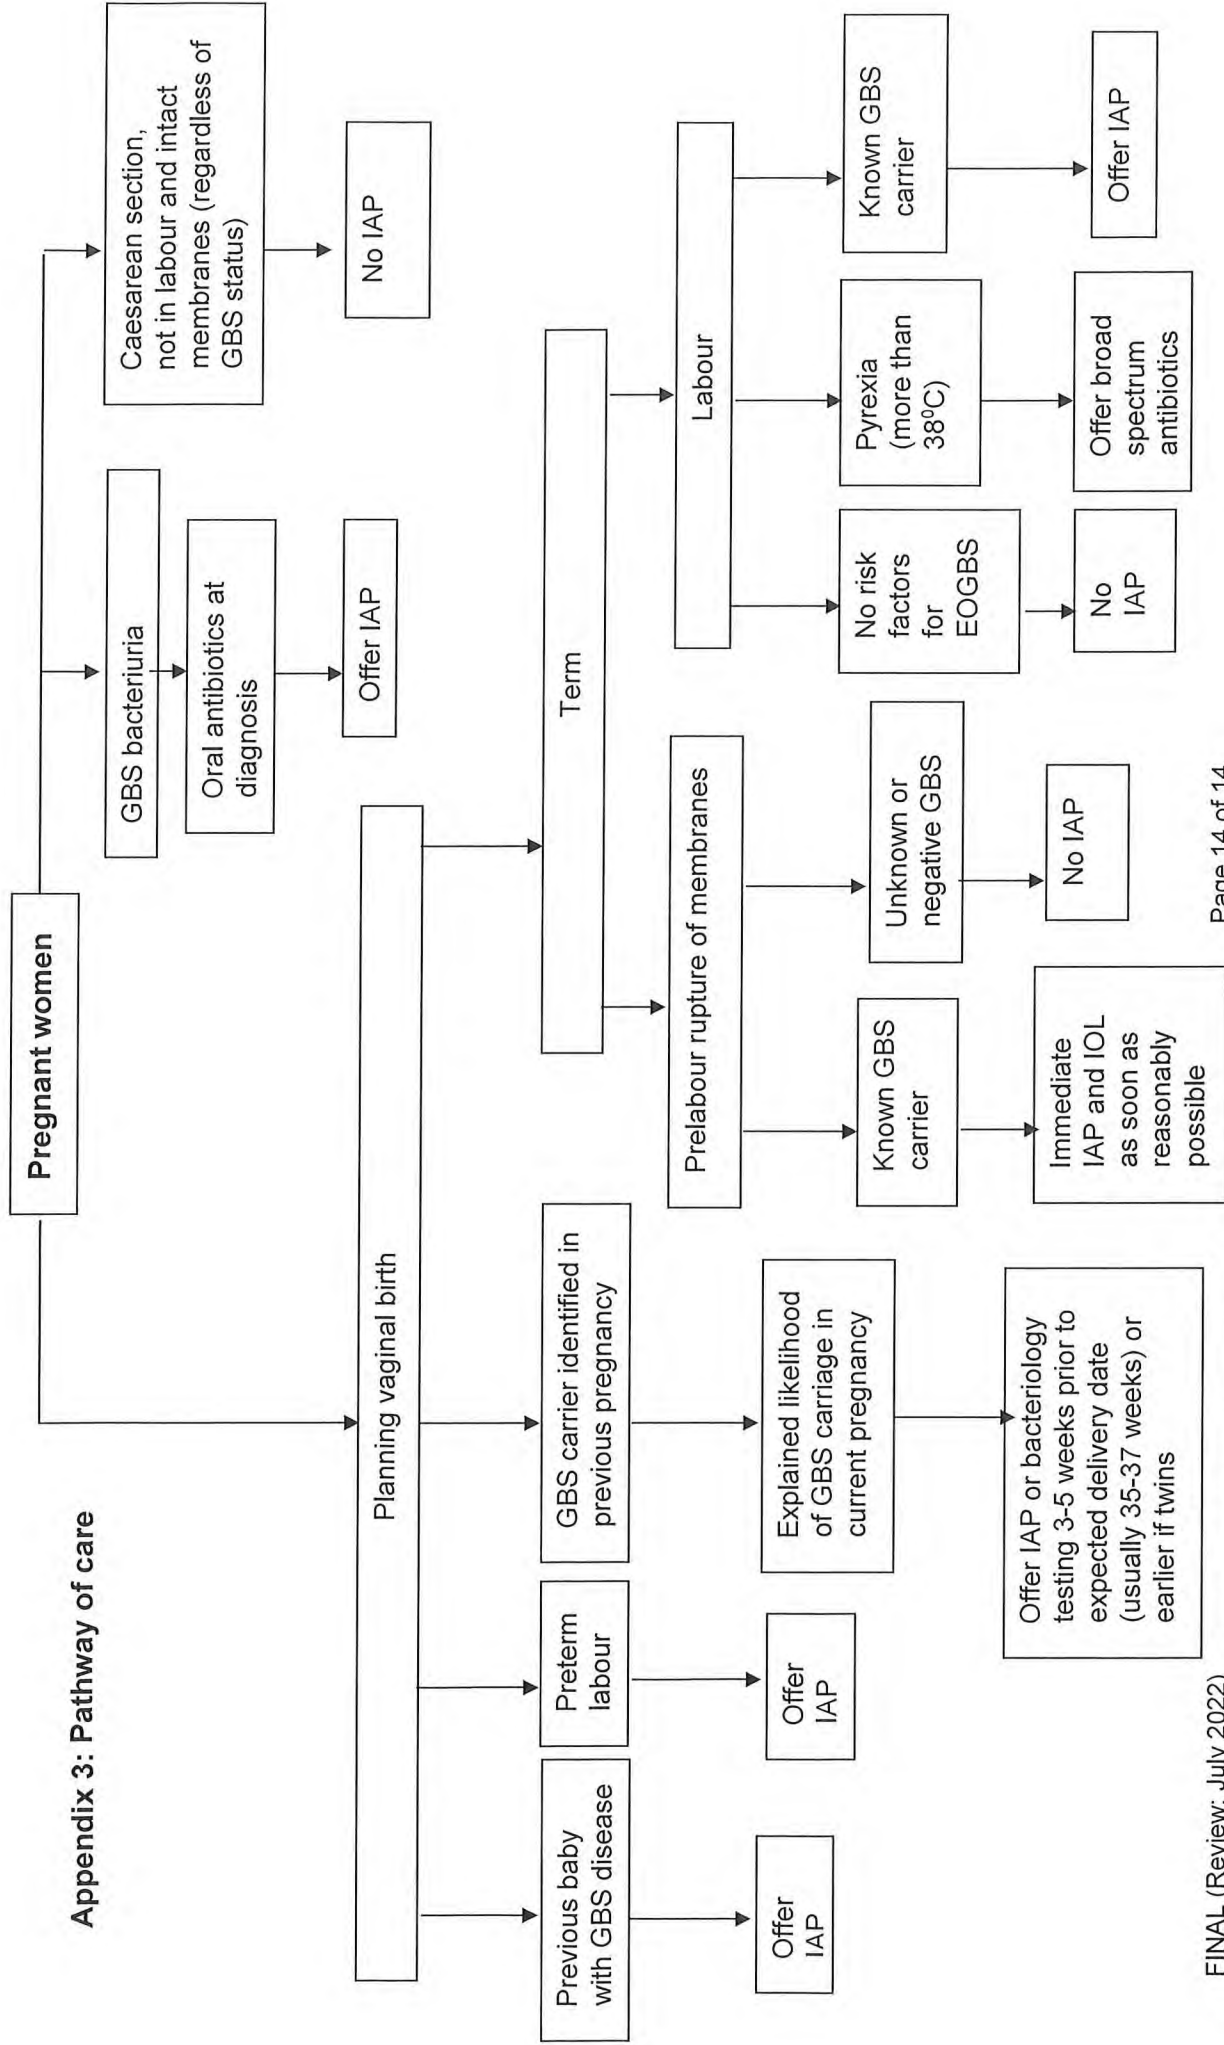 Appendix 3: Pathway of care
Pregnant women
GBS bacteriuria
Oral antibiotics at
diagnosis
Offer IAP
Caesarean section,
not in labour and intact
membranes (regardless of
GBS status)
No IAP
Planning vaginal birth
Previous baby
with GBS disease
Offer
IAP
Preterm
labour
Offer
IAP
GBS carrier identified in
previous pregnancy
Explained likelihood
of GBS carriage in
current pregnancy
Offer IAP or bacteriology
testing 3-5 weeks prior to
expected delivery date
(usually 35-37 weeks) or
earlier if twins
Term
Prelabour rupture of membranes
Known GBS
carrier
Immediate
IAP and IOL
as soon as
reasonably
possible
Unknown or
negative GBS
No IAP
Labour
No risk
factors
for
EOGBS
No
IAP
Pyrexia
(more than
38⁰C)
Offer broad
spectrum
antibiotics
Known GBS
carrier
Offer IAP
FINAL (Review: July 2022)
Page 14 of 14